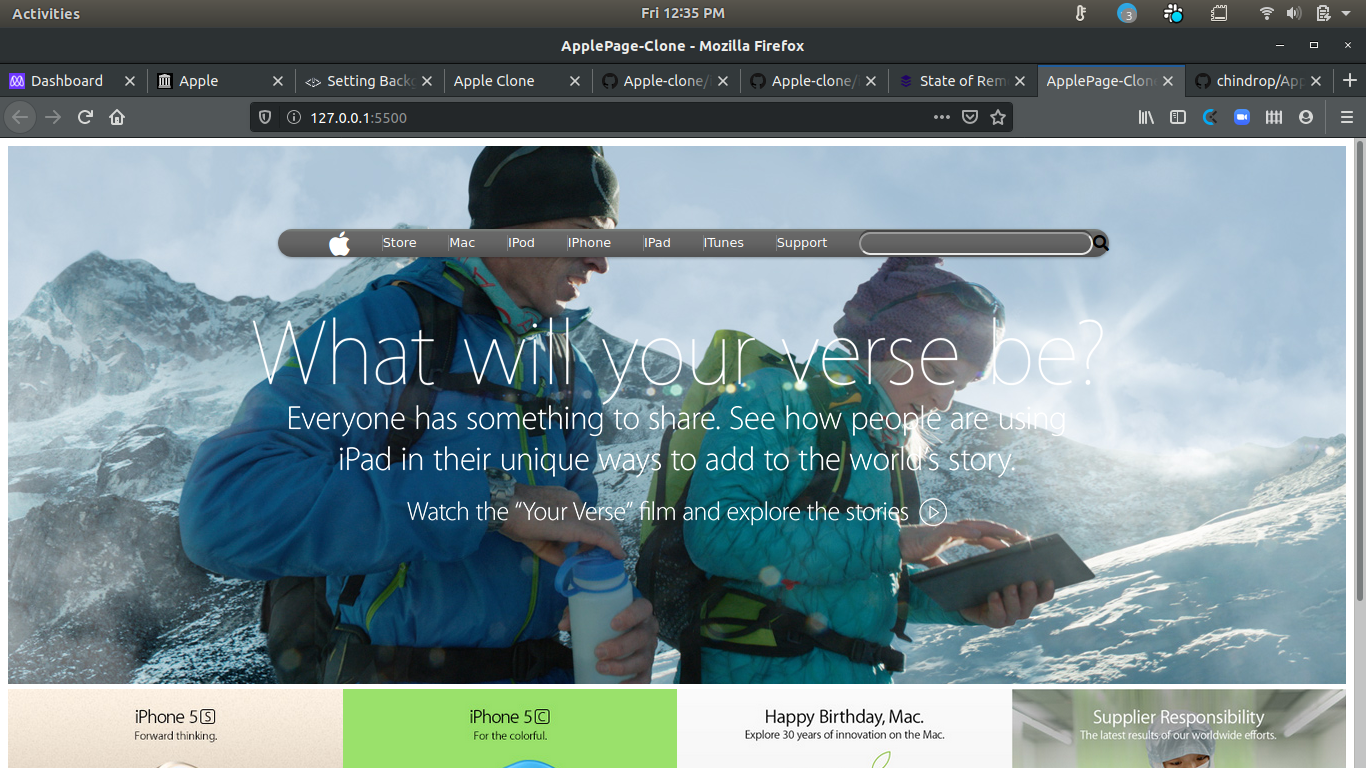 Activities
Fri 12:35 PM
3
ApplePage-Clone - Mozilla Firefox
Dashboard
Apple
Setting Backg
Apple Clone
Apple-clone/
Apple-clone/
State of Rem
ApplePage-Clone
chindrop/App
127.0.0.1:5500
Store
Mac
IPod
IPhone
IPad
ITunes
Support
What will your verse be?
Everyone has something to share. See how people are using
iPad in their unique ways to add to the world's story.
Watch the “Your Verse” film and explore the stories
iPhone 5S
Forward thinking.
iPhone 5C
For the colorful.
Happy Birthday, Mac.
Explore 30 years of innovation on the Mac.
Supplier Responsibility
The latest results of our worldwide efforts.